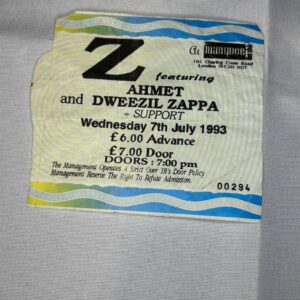 At marquee
105 Charing Cross Road
London, WC2H 0DT
Z
featuring
AHMET
and DWEEZIL ZAPPA
+ SUPPORT
Wednesday 7th July 1993
£6.00 Advance
£7.00 Door
DOORS : 7:00 pm
The Management Operates A Strict Over 18's Door Policy
Management Reserve The Right To Refuse Admission.
00294